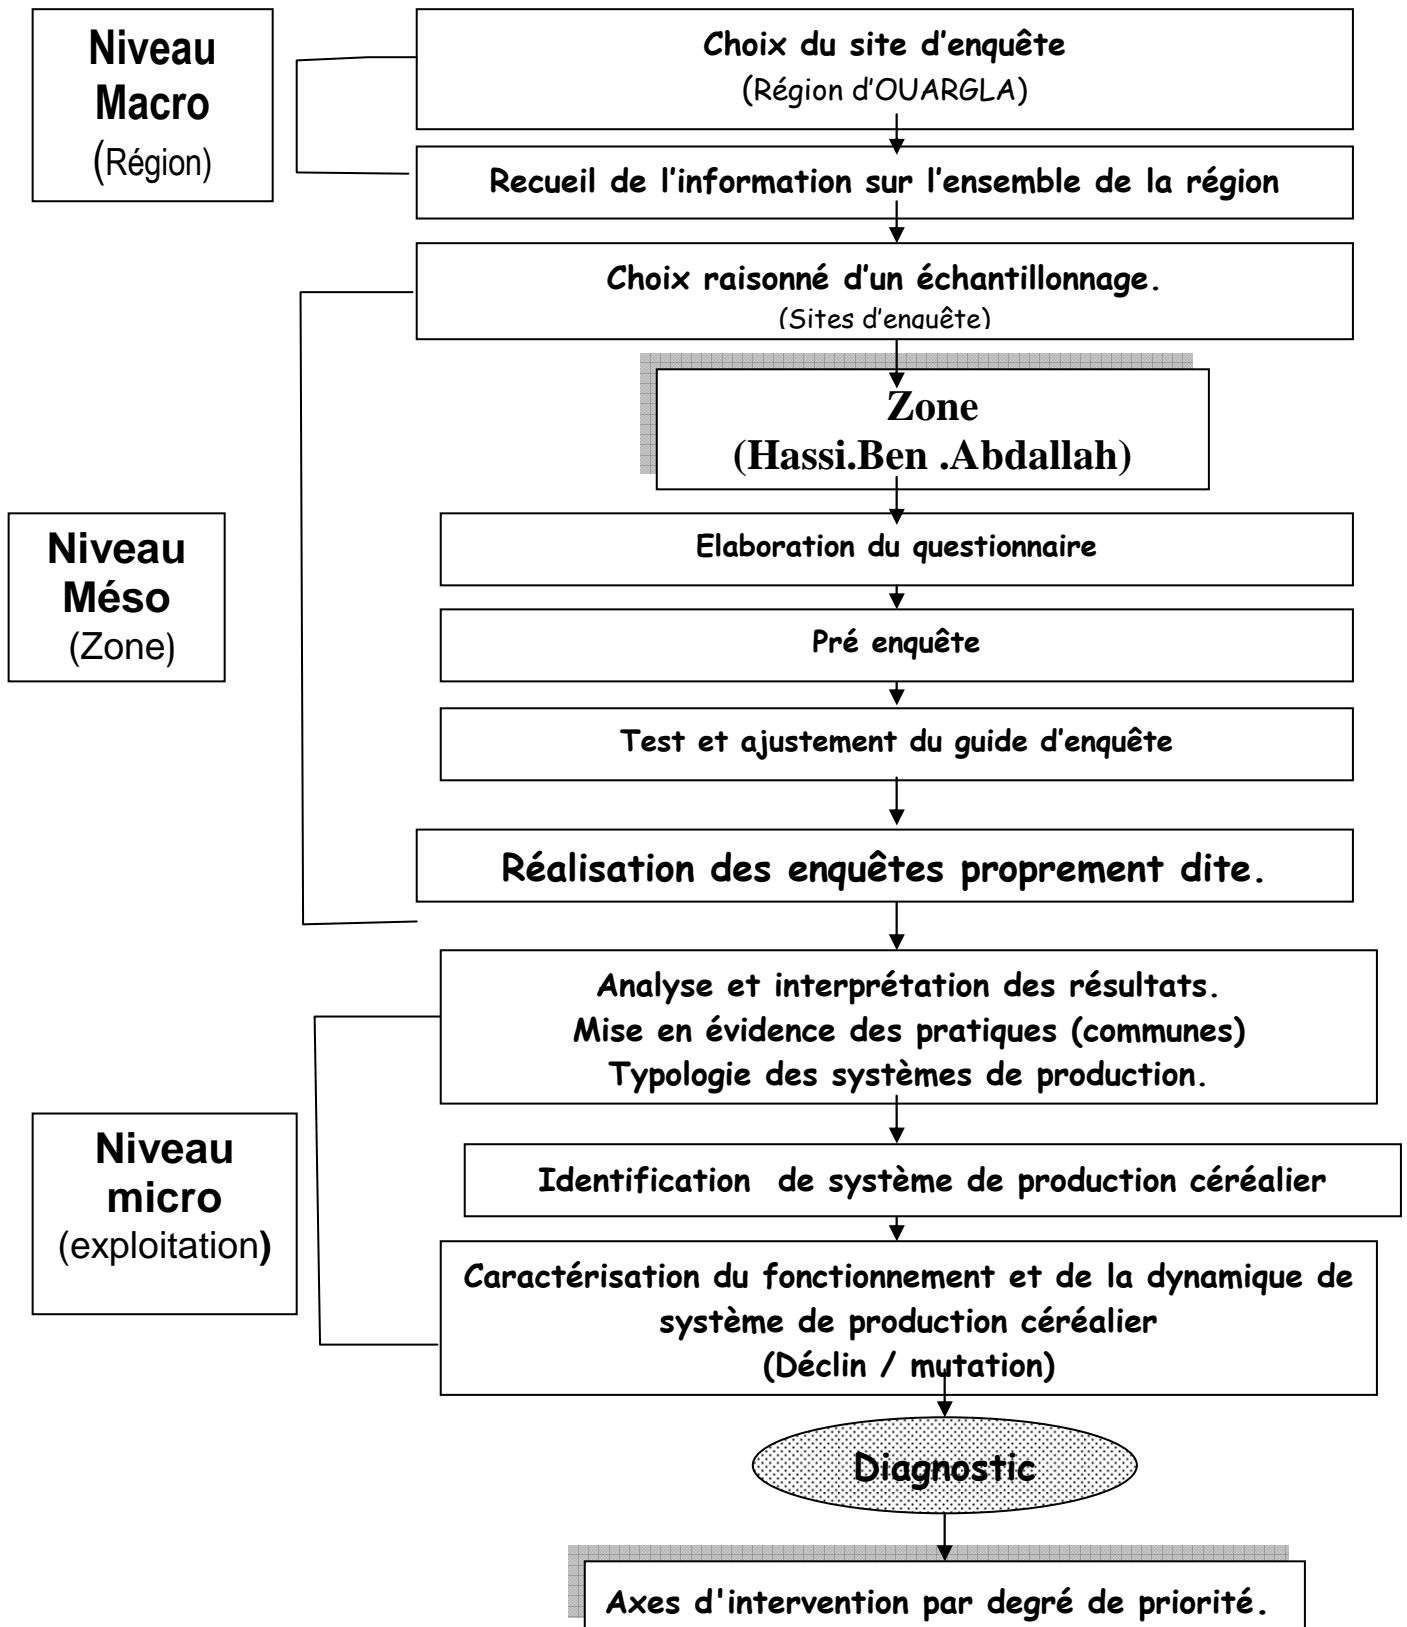 Niveau
Macro
(Région)
Choix du site d’enquête
(Région d’OUARGLA)
Recueil de l’information sur l’ensemble de la région
Choix raisonné d’un échantillonnage.
(Sites d’enquête)
Zone
(Hassi.Ben .Abdallah)
Niveau
Méso
(Zone)
Elaboration du questionnaire
Pré enquête
Test et ajustement du guide d’enquête
Réalisation des enquêtes proprement dite.
Analyse et interprétation des résultats.
Mise en évidence des pratiques (communes)
Typologie des systèmes de production.
Niveau
micro
(exploitation)
Identification  de système de production céréalier
Caractérisation du fonctionnement et de la dynamique de
système de production céréalier
(Déclin / mutation)
Diagnostic
Axes d'intervention par degré de priorité.